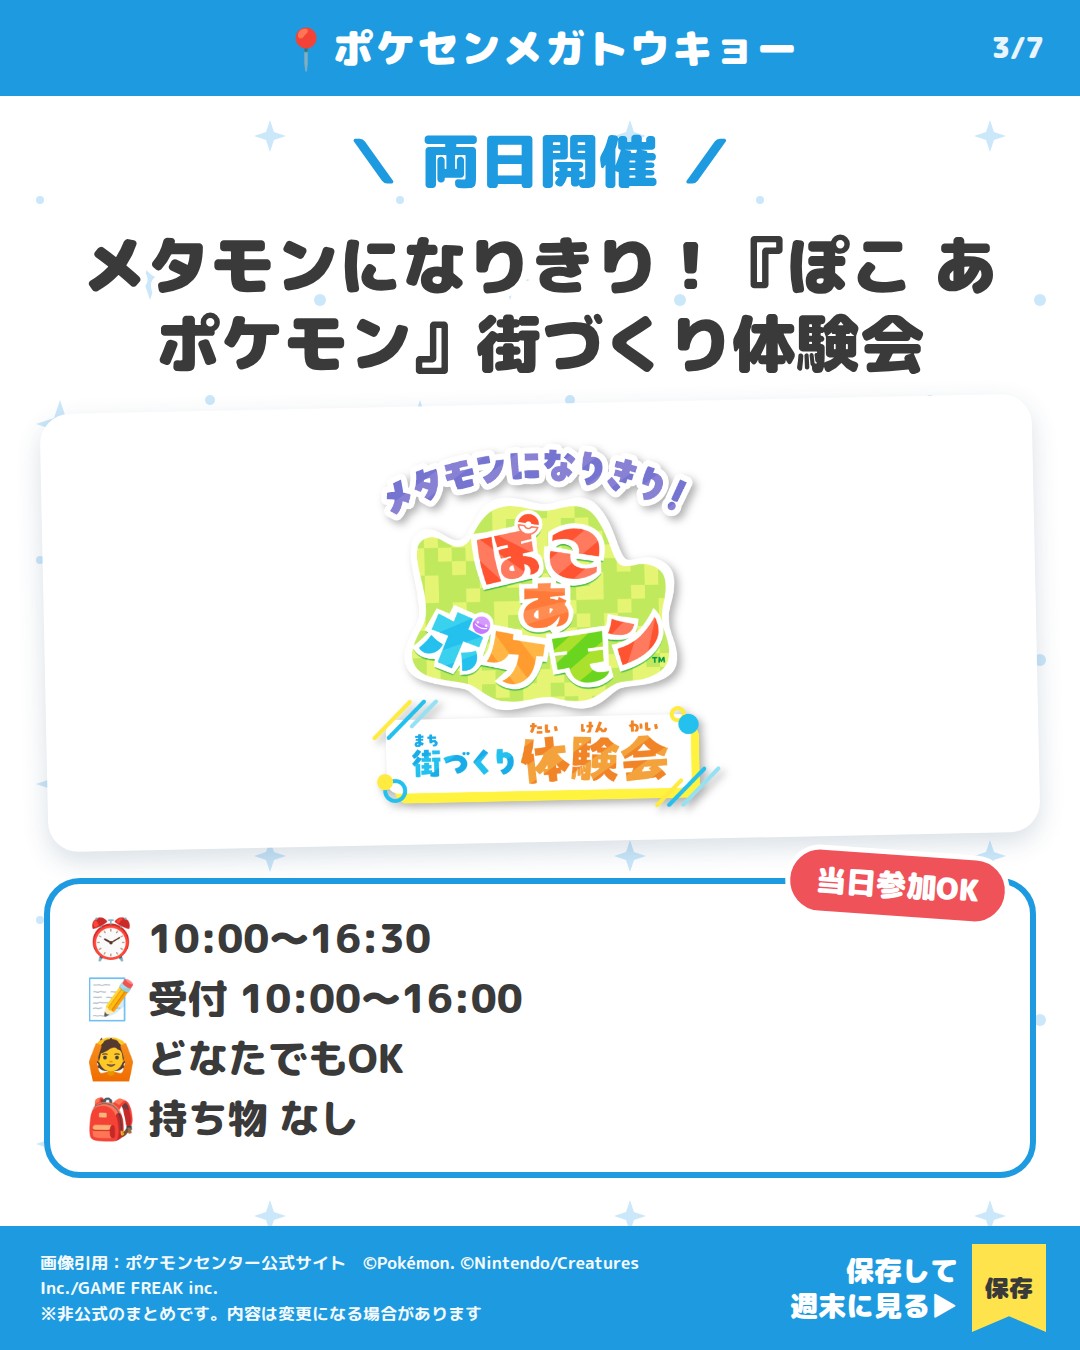 📍ポケセンメガトウキョー
3/7
\ 両日開催 /
メタモンになりきり！『ぽこ あ
ポケモン』街づくり体験会
メタモンになりきり!
ぽこ
あ
ポケモン
TM
まち たい けん かい
街づくり体験会
当日参加OK
⏰ 10:00〜16:30
📝 受付 10:00〜16:00
🙆 どなたでもOK
🎒 持ち物 なし
画像引用：ポケモンセンター公式サイト　©Pokémon. ©Nintendo/Creatures
Inc./GAME FREAK inc.
※非公式のまとめです。内容は変更になる場合があります
保存して
週末に見る▶
保存